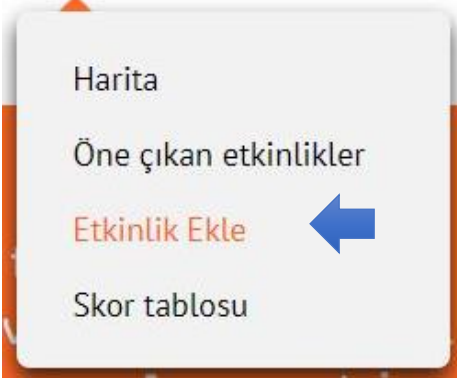 Harita
Öne çıkan etkinlikler
Etkinlik Ekle
Skor tablosu